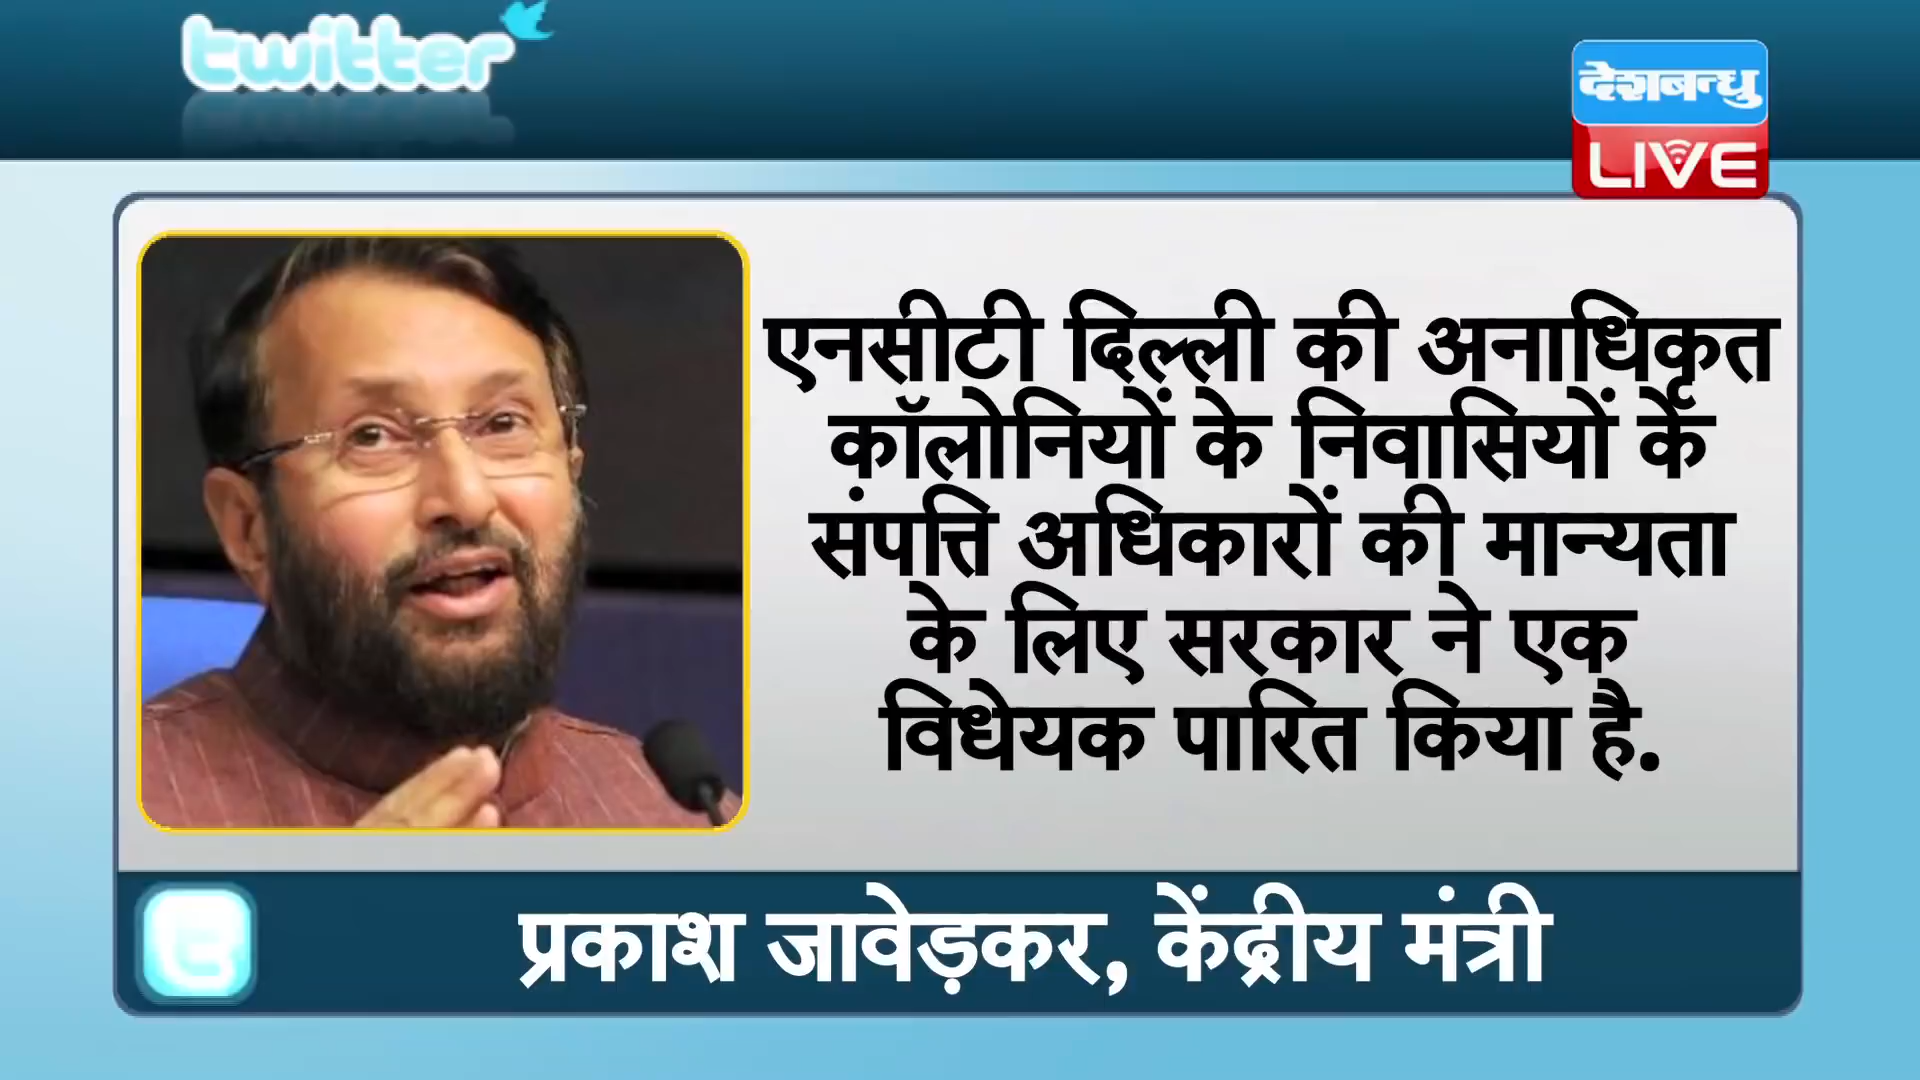 twitter
देशबन्धु
LIVE
एनसीटी दिल्ली की अनाधिकृत
कॉलोनियों के निवासियों के
संपत्ति अधिकारों की मान्यता
के लिए सरकार ने एक
विधेयक पारित किया है.
प्रकाश जावेड़कर, केंद्रीय मंत्री